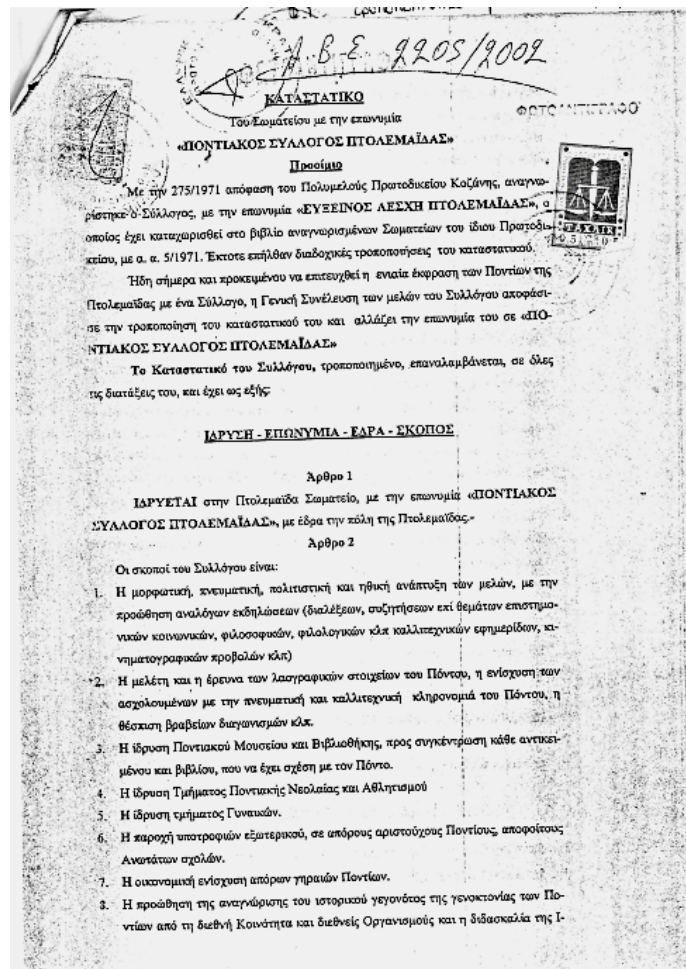 Α.Β.Ε. 2205/2002
ΚΑΤΑΣΤΑΤΙΚΟ
ΦΩΤΟΑΝΤΙΓΡΑΦΟ
Του Σωματείου με την επωνυμία
«ΠΟΝΤΙΑΚΟΣ ΣΥΛΛΟΓΟΣ ΠΤΟΛΕΜΑΪΔΑΣ»
Προοίμιο
Με την 275/1971 απόφαση του Πολυμελούς Πρωτοδικείου Κοζάνης, αναγνω-
ρίστηκε ο Σύλλογος, με την επωνυμία «ΕΥΞΕΙΝΟΣ ΛΕΣΧΗ ΠΤΟΛΕΜΑΪΔΑΣ», ο
οποίος έχει καταχωρισθεί στο βιβλίο αναγνωρισμένων Σωματείων του ίδιου Πρωτοδι-
κείου, με α. α. 5/1971. Έκτοτε επήλθαν διαδοχικές τροποποιήσεις του καταστατικού.
Ήδη σήμερα και προκειμένου να επιτευχθεί η ενιαία έκφραση των Ποντίων της
Πτολεμαΐδας με ένα Σύλλογο, η Γενική Συνέλευση των μελών του Συλλόγου αποφάσι-
σε την τροποποίηση του καταστατικού του και αλλάζει την επωνυμία του σε «ΠΟ-
ΝΤΙΑΚΟΣ ΣΥΛΛΟΓΟΣ ΠΤΟΛΕΜΑΪΔΑΣ»
Το Καταστατικό του Συλλόγου, τροποποιημένο, επαναλαμβάνεται, σε όλες
τις διατάξεις του, και έχει ως εξής:
ΙΔΡΥΣΗ - ΕΠΩΝΥΜΙΑ - ΕΔΡΑ - ΣΚΟΠΟΣ
Άρθρο 1
ΙΔΡΥΕΤΑΙ στην Πτολεμαΐδα Σωματείο, με την επωνυμία «ΠΟΝΤΙΑΚΟΣ
ΣΥΛΛΟΓΟΣ ΠΤΟΛΕΜΑΪΔΑΣ», με έδρα την πόλη της Πτολεμαΐδας.-
Άρθρο 2
Οι σκοποί του Συλλόγου είναι:
1. Η μορφωτική, πνευματική, πολιτιστική και ηθική ανάπτυξη των μελών, με την
προώθηση αναλόγων εκδηλώσεων (διαλέξεων, συζητήσεων επί θεμάτων επιστημο-
νικών κοινωνικών, φιλοσοφικών, φιλολογικών κλπ καλλιτεχνικών εφημερίδων, κι-
νηματογραφικών προβολών κλπ)
2. Η μελέτη και η έρευνα των λαογραφικών στοιχείων του Πόντου, η ενίσχυση των
ασχολουμένων με την πνευματική και καλλιτεχνική κληρονομιά του Πόντου, η
θέσπιση βραβείων διαγωνισμών κλπ.
3. Η ίδρυση Ποντιακού Μουσείου και Βιβλιοθήκης, προς συγκέντρωση κάθε αντικει-
μένου και βιβλίου, που να έχει σχέση με τον Πόντο.
4. Η ίδρυση Τμήματος Ποντιακής Νεολαίας και Αθλητισμού
5. Η ίδρυση τμήματος Γυναικών.
6. Η παροχή υποτροφιών εξωτερικού, σε απόρους αριστούχους Ποντίους, αποφοίτους
Ανωτάτων σχολών.
7. Η οικονομική ενίσχυση απόρων γηραιών Ποντίων.
8. Η προώθηση της αναγνώρισης του ιστορικού γεγονότος της γενοκτονίας των Πο-
ντίων από τη διεθνή Κοινότητα και διεθνείς Οργανισμούς και η διδασκαλία της Ι-